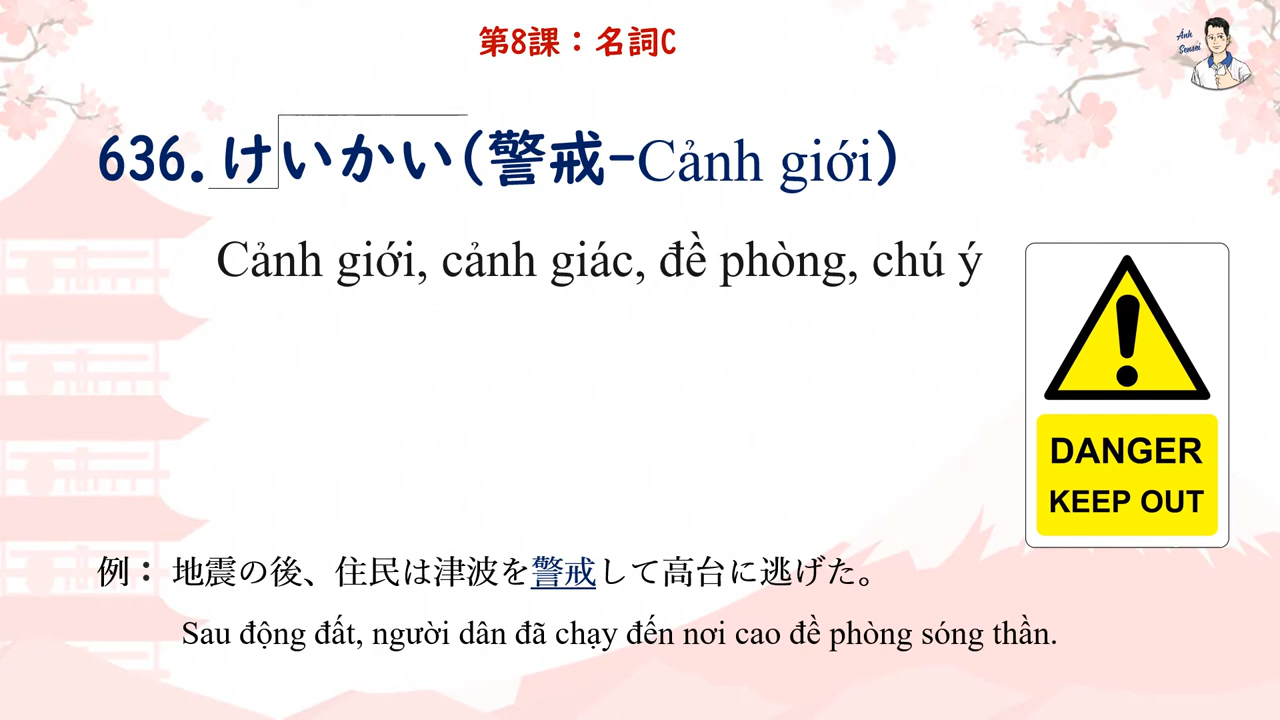 第8課：名詞C
Anh
Sensei
636.けいかい(警戒-Cảnh giới)
Cảnh giới, cảnh giác, đề phòng, chú ý
DANGER
KEEP OUT
例： 地震の後、住民は津波を警戒して高台に逃げた。
Sau động đất, người dân đã chạy đến nơi cao đề phòng sóng thần.